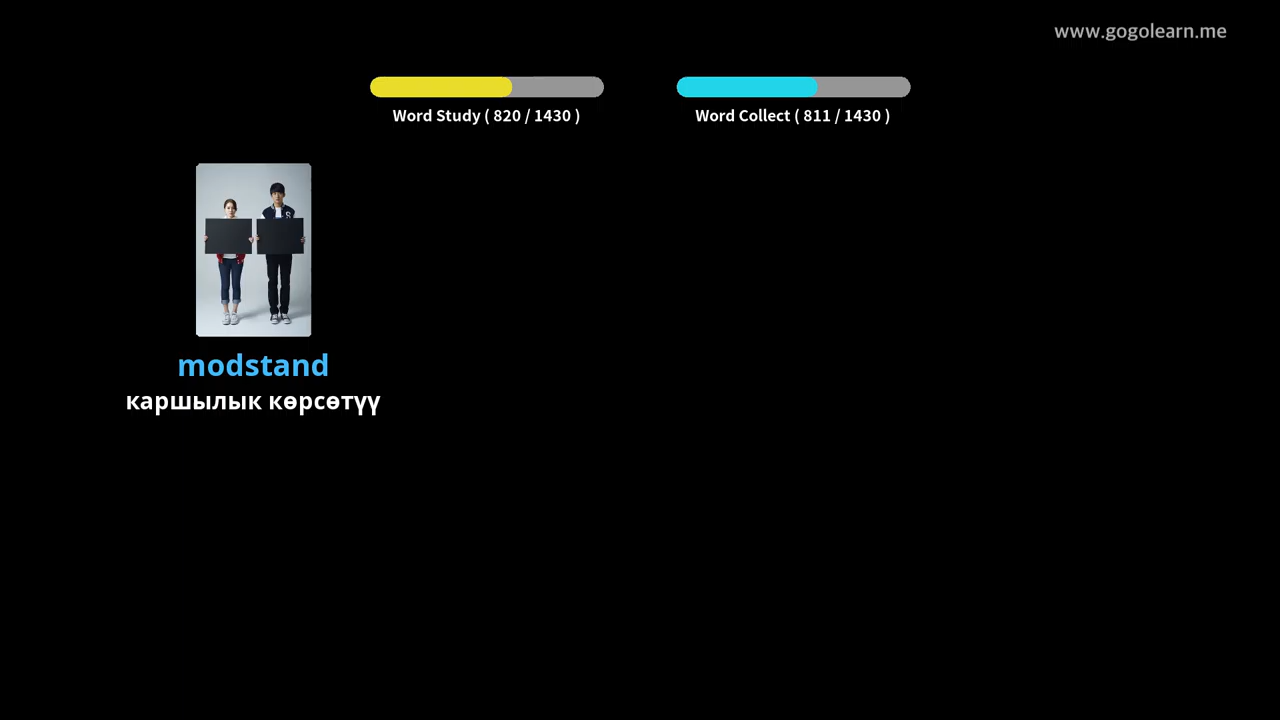 www.gogolearn.me
Word Study ( 820 / 1430 )
Word Collect ( 811 / 1430 )
modstand
каршылык көрсөтүү